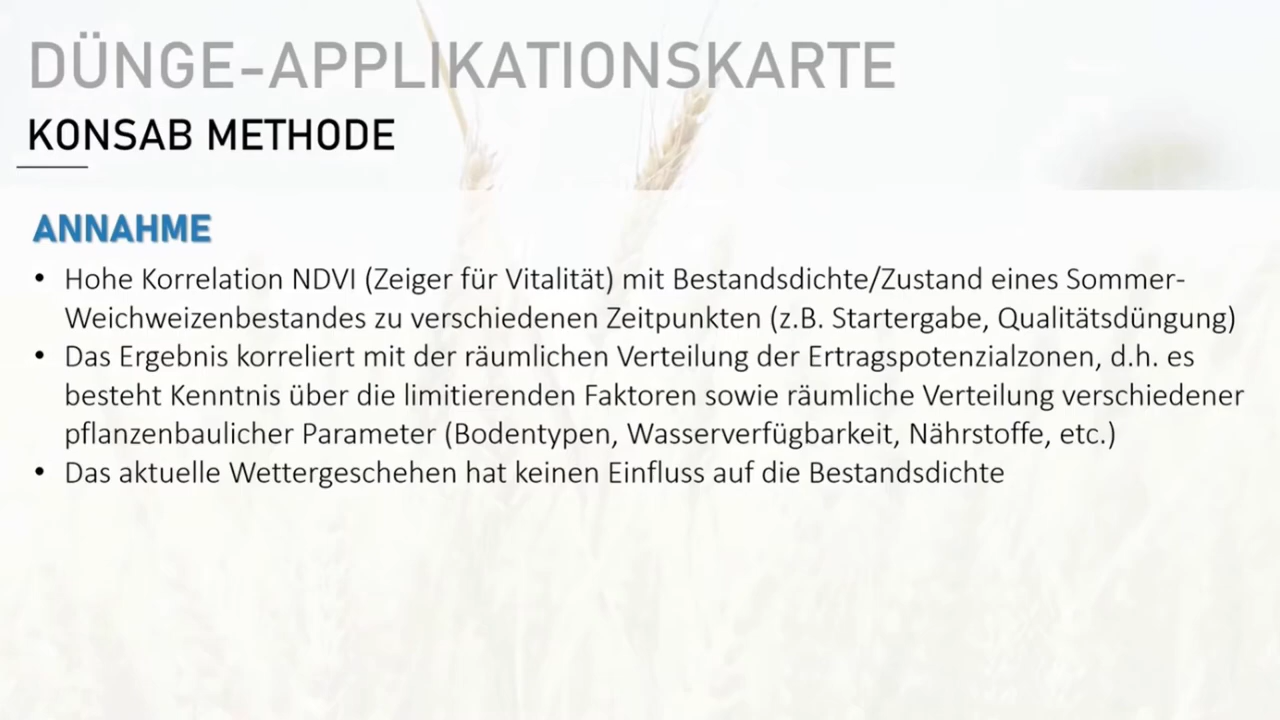 DÜNGE-APPLIKATIONSKARTE
KONSAB METHODE
ANNAHME
• Hohe Korrelation NDVI (Zeiger für Vitalität) mit Bestandsdichte/Zustand eines Sommer-
Weichweizenbestandes zu verschiedenen Zeitpunkten (z.B. Startergabe, Qualitätsdüngung)
• Das Ergebnis korreliert mit der räumlichen Verteilung der Ertragspotenzialzonen, d.h. es
besteht Kenntnis über die limitierenden Faktoren sowie räumliche Verteilung verschiedener
pflanzenbaulicher Parameter (Bodentypen, Wasserverfügbarkeit, Nährstoffe, etc.)
• Das aktuelle Wettergeschehen hat keinen Einfluss auf die Bestandsdichte